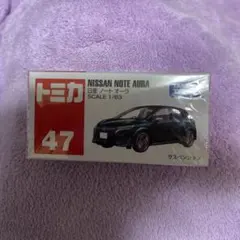 トミカ
47
NISSAN NOTE AURA
日産 ノート オーラ
SCALE 1/63
サスペンション